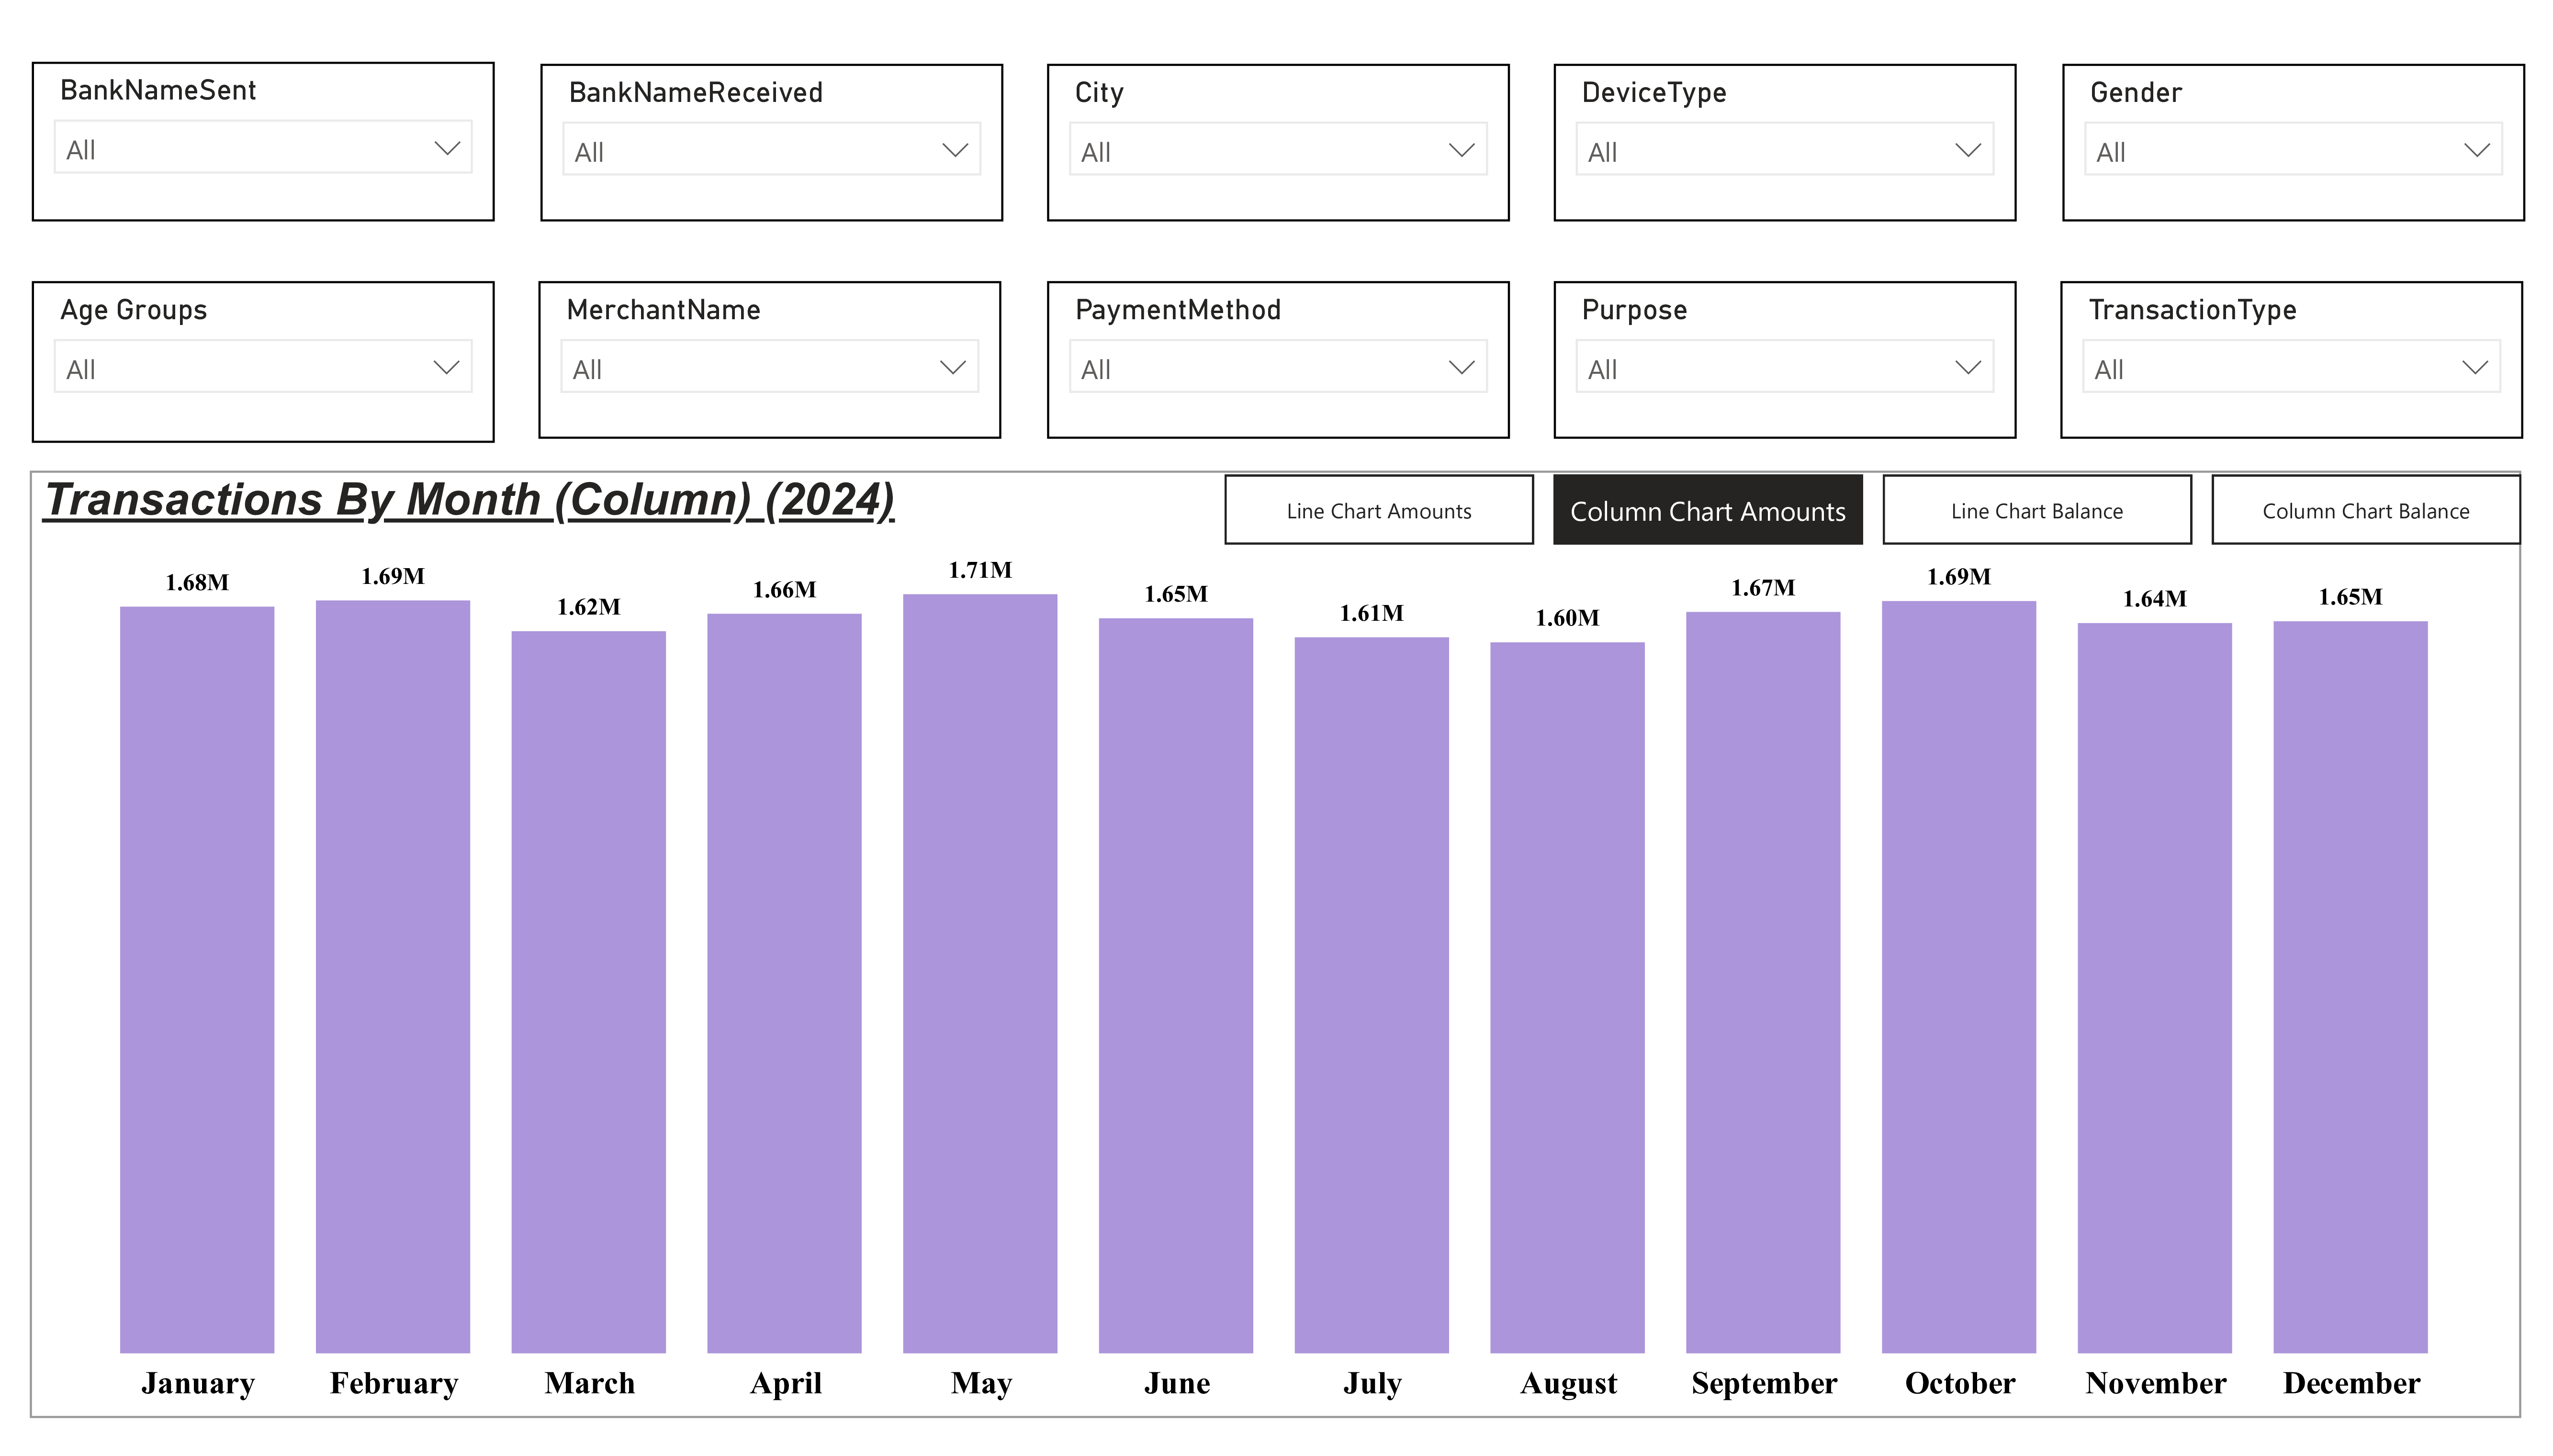 BankNameSent
All
BankNameReceived
All
City
All
DeviceType
All
Gender
All
Age Groups
All
MerchantName
All
PaymentMethod
All
Purpose
All
TransactionType
All
Transactions By Month (Column) (2024)
Line Chart Amounts
Column Chart Amounts
Line Chart Balance
Column Chart Balance
1.68M
1.69M
1.62M
1.66M
1.71M
1.65M
1.61M
1.60M
1.67M
1.69M
1.64M
1.65M
January
February
March
April
May
June
July
August
September
October
November
December